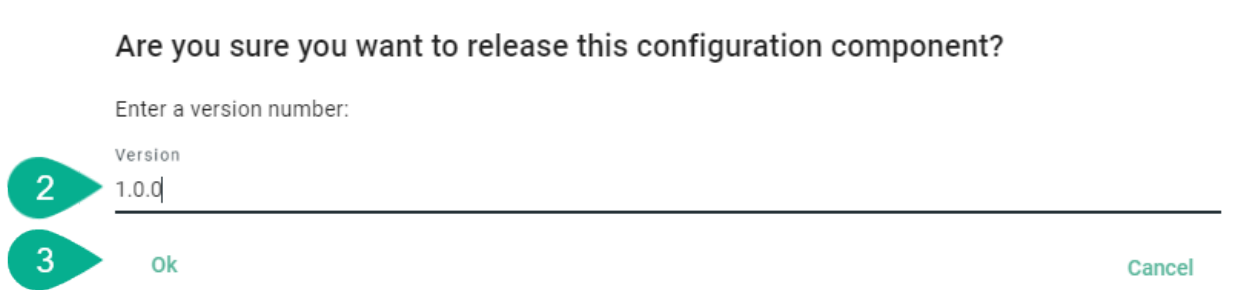 Are you sure you want to release this configuration component?
Enter a version number:
Version
2
1.0.0
3
Ok
Cancel